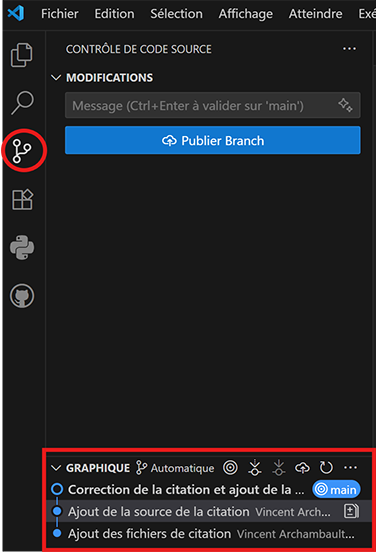 Fichier Edition Sélection Affichage Atteindre Exé
CONTRÔLE DE CODE SOURCE ...
MODIFICATIONS
Message (Ctrl+Enter à valider sur 'main')
Publier Branch
GRAPHIQUE Automatique ...
Correction de la citation et ajout de la ... main
Ajout de la source de la citation Vincent Arch...
Ajout des fichiers de citation Vincent Archambault...